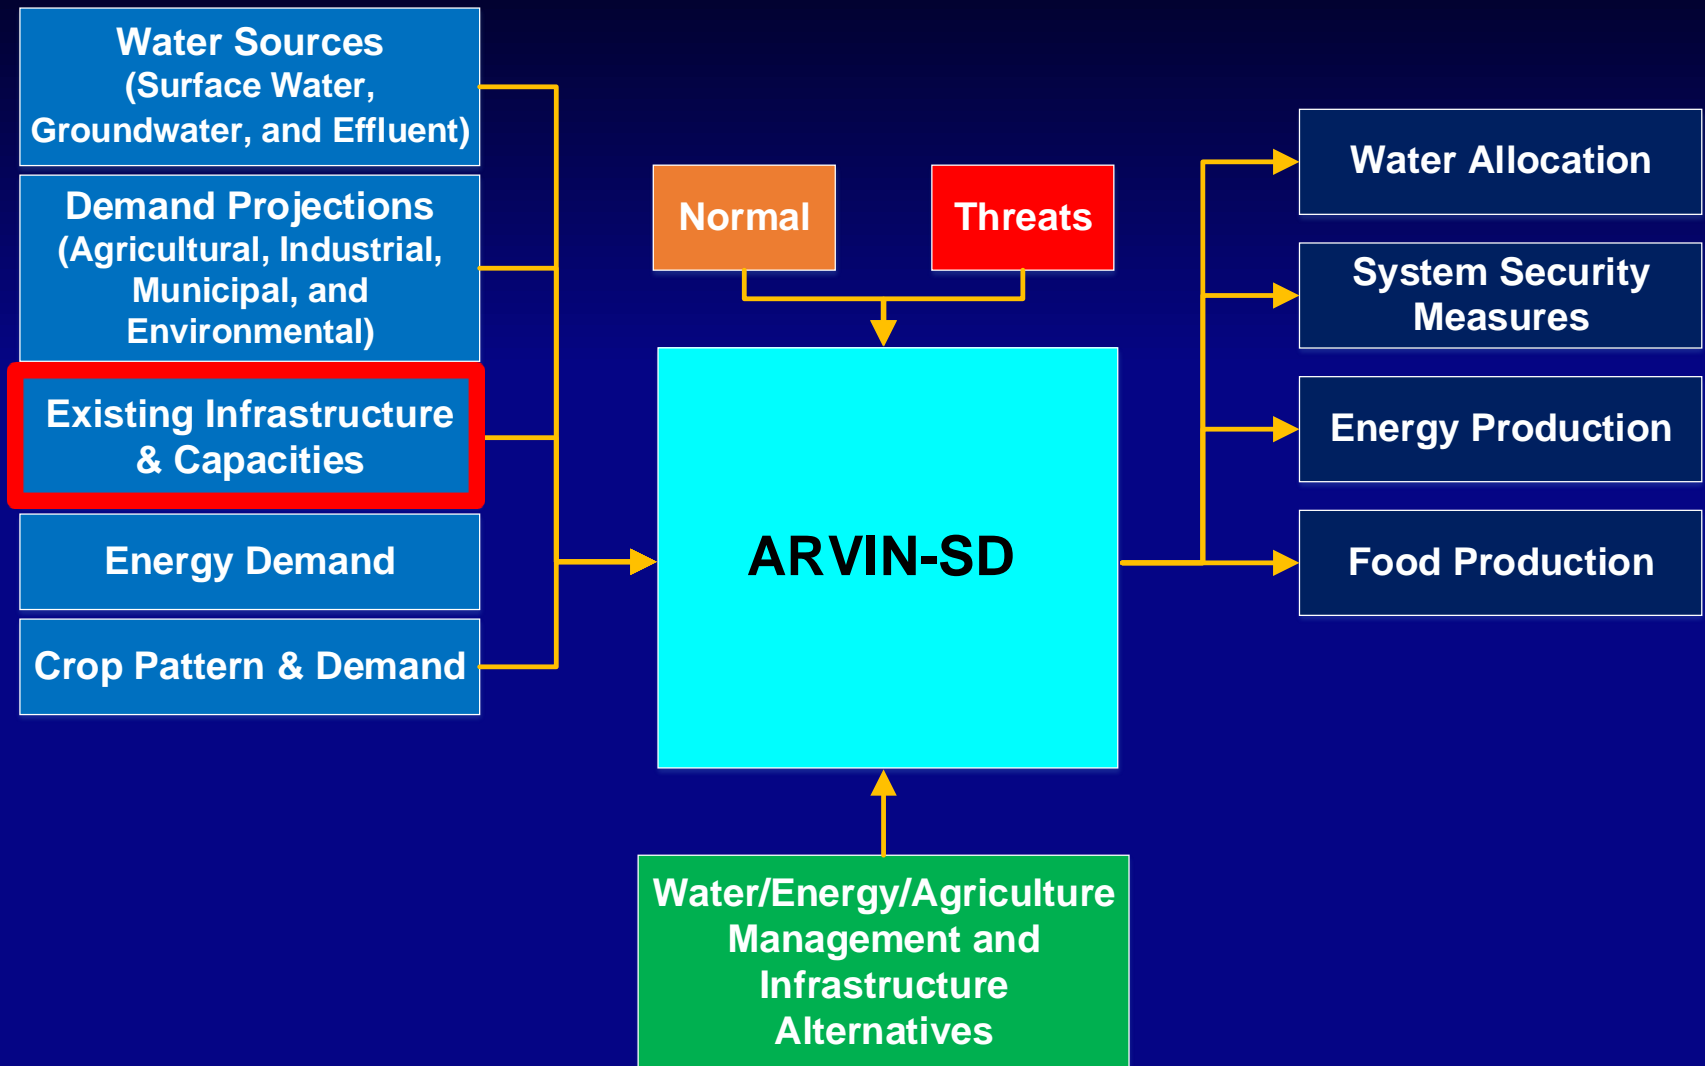 Water Sources
(Surface Water,
Groundwater, and Effluent)
Demand Projections
(Agricultural, Industrial,
Municipal, and
Environmental)
Existing Infrastructure
& Capacities
Energy Demand
Crop Pattern & Demand
Normal
Threats
ARVIN-SD
Water/Energy/Agriculture
Management and
Infrastructure
Alternatives
Water Allocation
System Security
Measures
Energy Production
Food Production